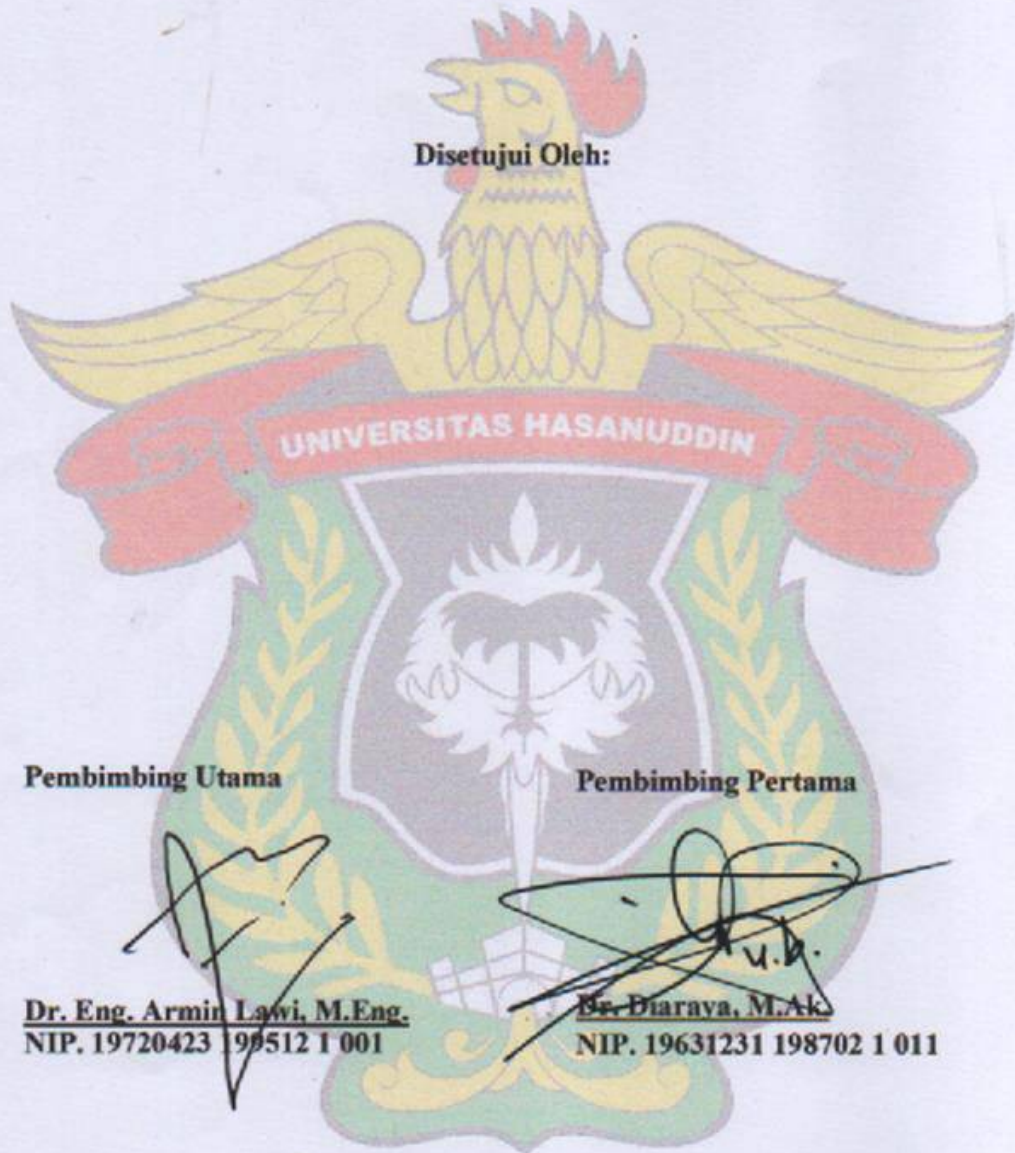 Disetujui Oleh:
UNIVERSITAS HASANUDDIN
Pembimbing Utama
Pembimbing Pertama
u.b.
Dr. Eng. Armin Lawi, M.Eng.
Dr. Diaraya, M.Ak.
NIP. 19720423 199512 1 001
NIP. 19631231 198702 1 011